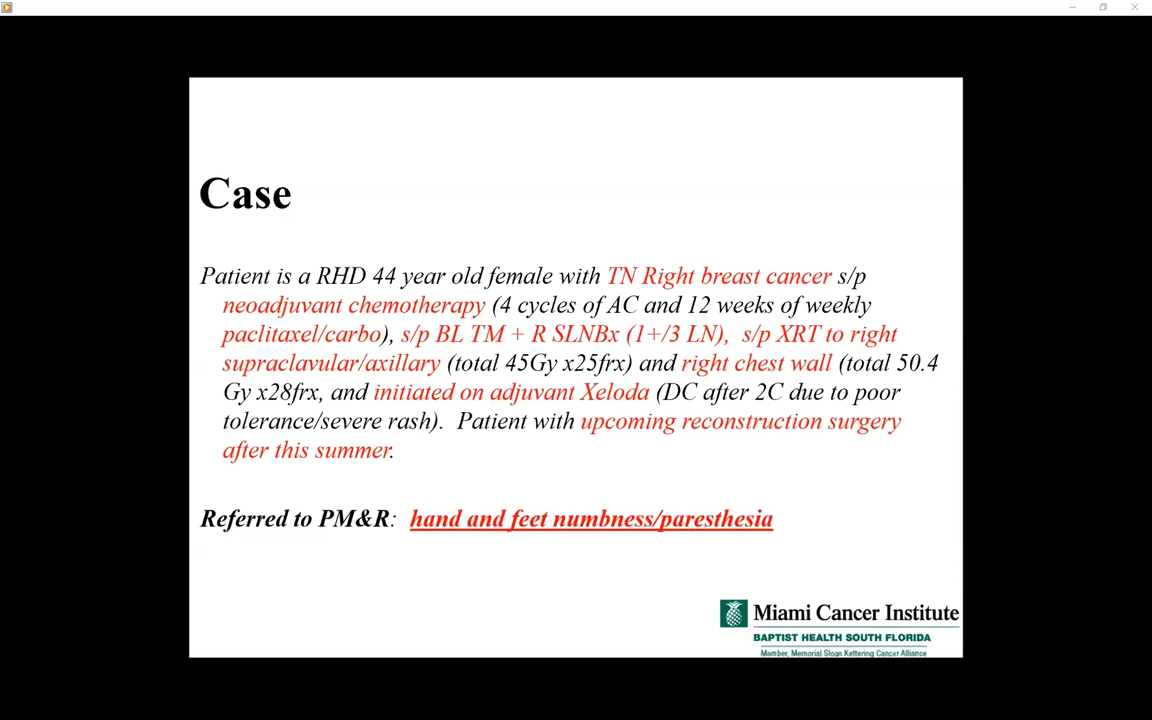 Case
Patient is a RHD 44 year old female with TN Right breast cancer s/p
neoadjuvant chemotherapy (4 cycles of AC and 12 weeks of weekly
paclitaxel/carbo), s/p BL TM + R SLNBx (1+/3 LN), s/p XRT to right
supraclavular/axillary (total 45Gy x25frx) and right chest wall (total 50.4
Gy x28frx, and initiated on adjuvant Xeloda (DC after 2C due to poor
tolerance/severe rash). Patient with upcoming reconstruction surgery
after this summer.
Referred to PM&R: hand and feet numbness/paresthesia
Miami Cancer Institute
BAPTIST HEALTH SOUTH FLORIDA
Member, Memorial Sloan Kettering Cancer Alliance